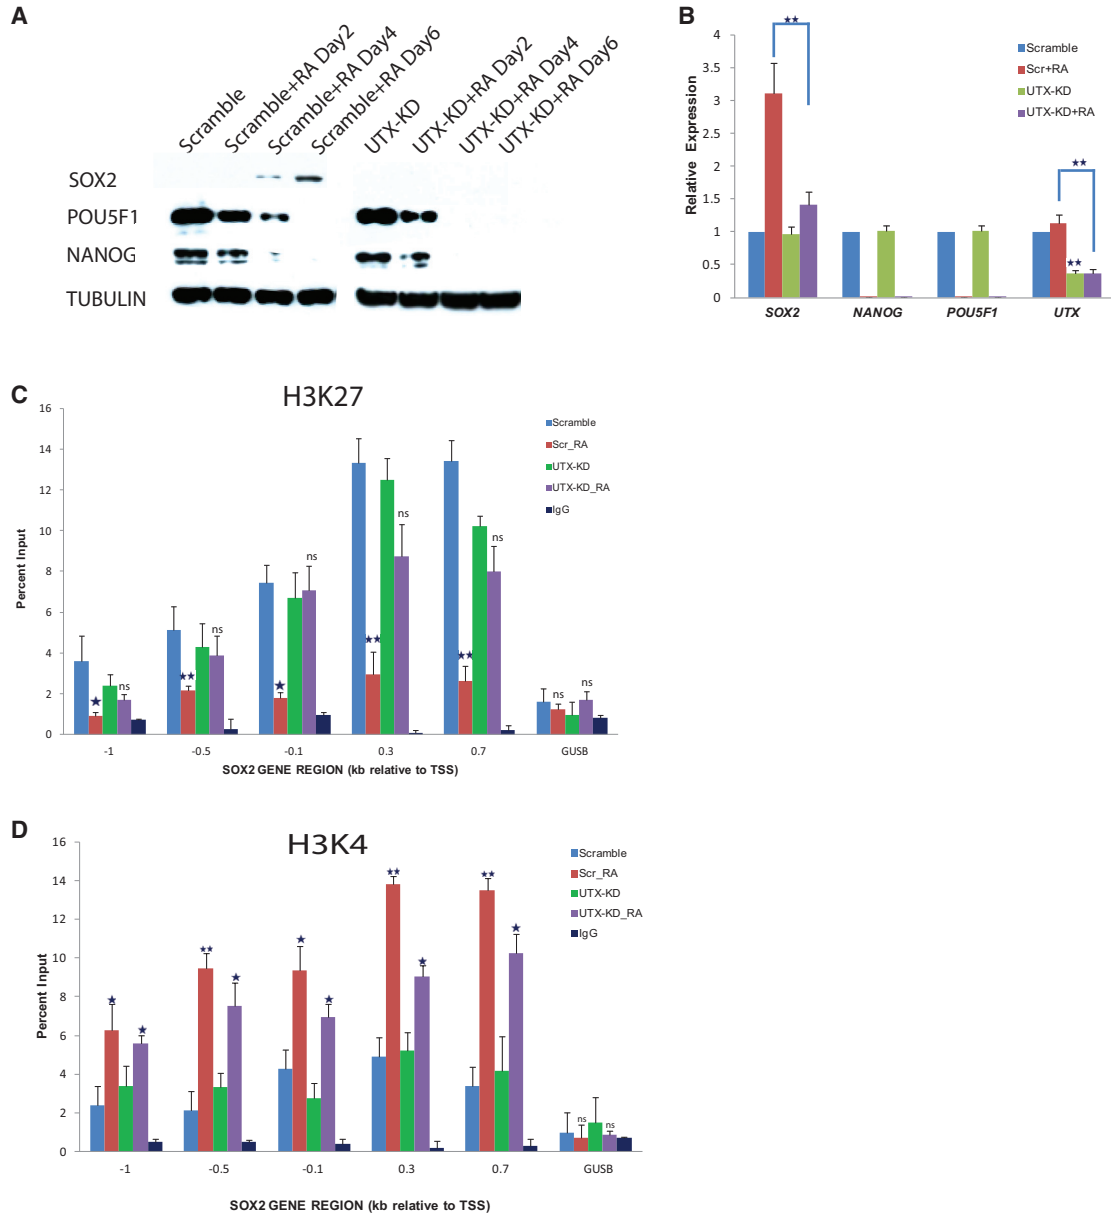 A
Scramble
Scramble+RA Day2
Scramble+RA Day4
Scramble+RA Day6
UTX-KD
UTX-KD+RA Day2
UTX-KD+RA Day4
UTX-KD+RA Day6
SOX2
POU5F1
NANOG
TUBULIN
B
Relative Expression
4
3.5
3
2.5
2
1.5
1
0.5
0
★★
★★
★★
SOX2 NANOG POU5F1 UTX
Scramble
Scr+RA
UTX-KD
UTX-KD+RA
C
H3K27
Percent Input
16
14
12
10
8
6
4
2
0
★ ns ★★ ns ★ ns ★★ ns ★★ ns ns ns
-1 -0.5 -0.1 0.3 0.7 GUSB
SOX2 GENE REGION (kb relative to TSS)
Scramble
Scr_RA
UTX-KD
UTX-KD_RA
IgG
D
H3K4
Percent Input
16
14
12
10
8
6
4
2
0
★ ★ ★★ ★ ★ ★ ★★ ★ ★★ ★ ns ns
-1 -0.5 -0.1 0.3 0.7 GUSB
SOX2 GENE REGION (kb relative to TSS)
Scramble
Scr_RA
UTX-KD
UTX-KD_RA
IgG